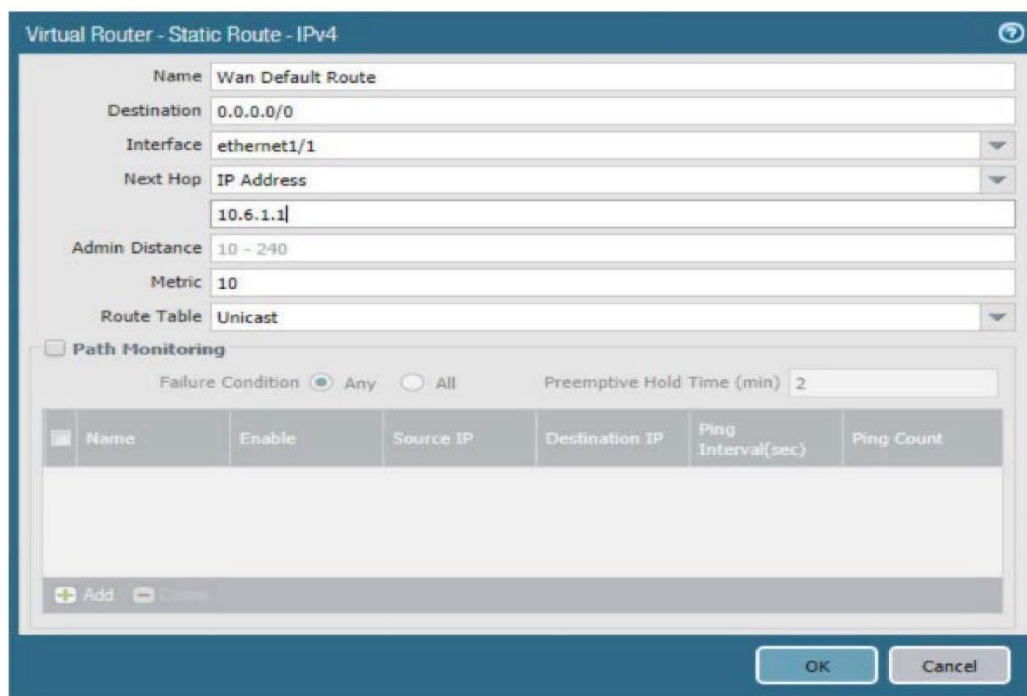 Virtual Router - Static Route - IPv4
Name Wan Default Route
Destination 0.0.0.0/0
Interface ethernet1/1
Next Hop IP Address
10.6.1.1
Admin Distance 10 - 240
Metric 10
Route Table Unicast
Path Monitoring
Failure Condition Any All Preemptive Hold Time (min) 2
Name Enable Source IP Destination IP Ping Interval(sec) Ping Count
Add Delete
OK Cancel